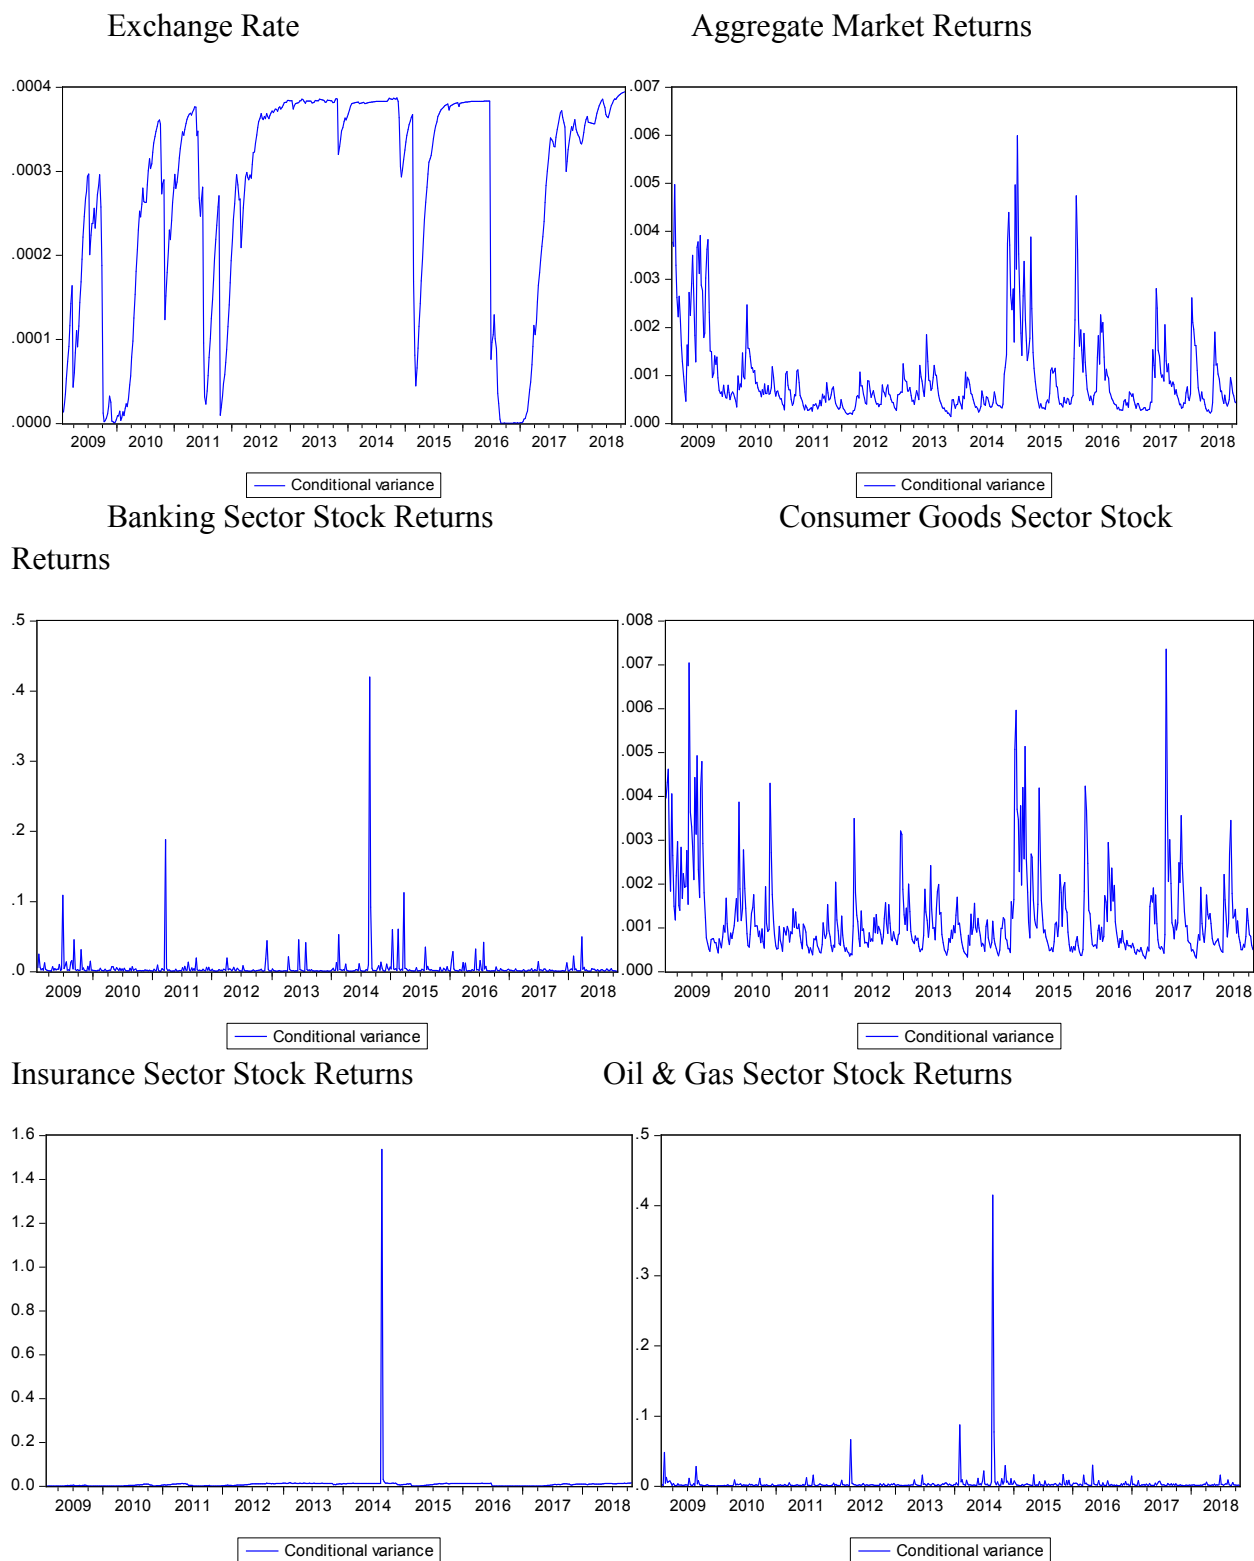 Exchange Rate Aggregate Market Returns
.0004
.0003
.0002
.0001
.0000
2009 2010 2011 2012 2013 2014 2015 2016 2017 2018
Conditional variance
.007
.006
.005
.004
.003
.002
.001
.000
2009 2010 2011 2012 2013 2014 2015 2016 2017 2018
Conditional variance
Banking Sector Stock Returns Consumer Goods Sector Stock
Returns
.5
.4
.3
.2
.1
.0
2009 2010 2011 2012 2013 2014 2015 2016 2017 2018
Conditional variance
.008
.007
.006
.005
.004
.003
.002
.001
.000
2009 2010 2011 2012 2013 2014 2015 2016 2017 2018
Conditional variance
Insurance Sector Stock Returns Oil & Gas Sector Stock Returns
1.6
1.4
1.2
1.0
0.8
0.6
0.4
0.2
0.0
2009 2010 2011 2012 2013 2014 2015 2016 2017 2018
Conditional variance
.5
.4
.3
.2
.1
.0
2009 2010 2011 2012 2013 2014 2015 2016 2017 2018
Conditional variance